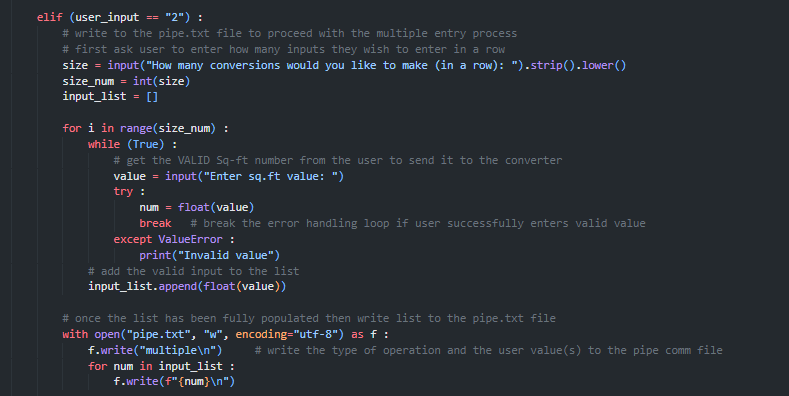 elif (user_input == "2") :
# write to the pipe.txt file to proceed with the multiple entry process
# first ask user to enter how many inputs they wish to enter in a row
size = input("How many conversions would you like to make (in a row): ").strip().lower()
size_num = int(size)
input_list = []
for i in range(size_num) :
while (True) :
# get the VALID Sq-ft number from the user to send it to the converter
value = input("Enter sq.ft value: ")
try :
num = float(value)
break   # break the error handling loop if user successfully enters valid value
except ValueError :
print("Invalid value")
# add the valid input to the list
input_list.append(float(value))
# once the list has been fully populated then write list to the pipe.txt file
with open("pipe.txt", "w", encoding="utf-8") as f :
f.write("multiple\n")     # write the type of operation and the user value(s) to the pipe comm file
for num in input_list :
f.write(f"{num}\n")